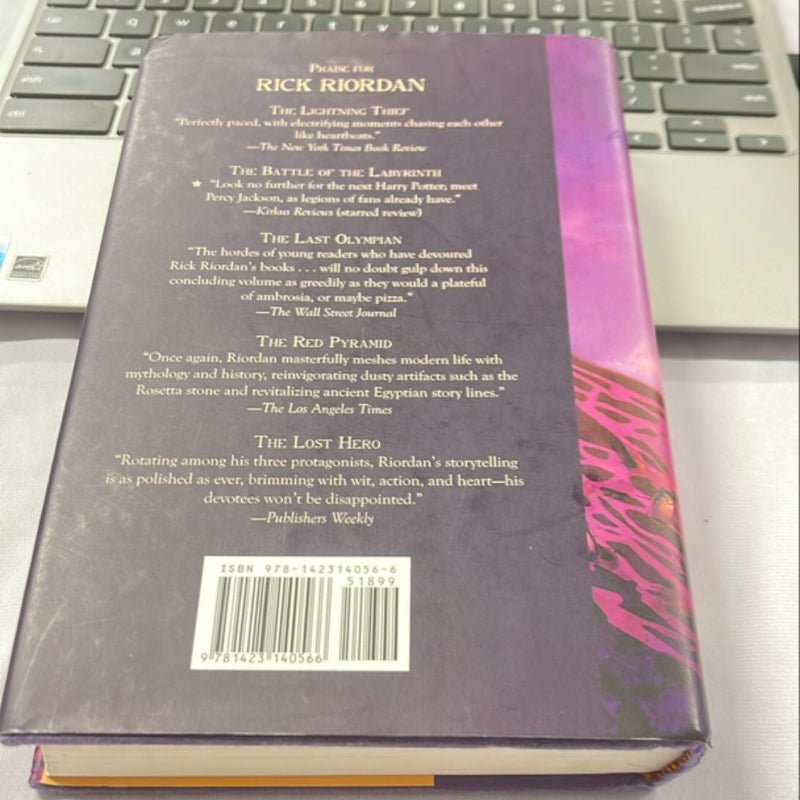 PRAISE FOR
RICK RIORDAN
THE LIGHTNING THIEF
"Perfectly paced, with electrifying moments chasing each other
like heartbeats."
—The New York Times Book Review
THE BATTLE OF THE LABYRINTH
★ "Look no further for the next Harry Potter; meet
Percy Jackson, as legions of fans already have."
—Kirkus Reviews (starred review)
THE LAST OLYMPIAN
"The hordes of young readers who have devoured
Rick Riordan's books . . . will no doubt gulp down this
concluding volume as greedily as they would a plateful
of ambrosia, or maybe pizza."
—The Wall Street Journal
THE RED PYRAMID
"Once again, Riordan masterfully meshes modern life with
mythology and history, reinvigorating dusty artifacts such as the
Rosetta stone and revitalizing ancient Egyptian story lines."
—The Los Angeles Times
THE LOST HERO
"Rotating among his three protagonists, Riordan's storytelling
is as polished as ever, brimming with wit, action, and heart—his
devotees won't be disappointed."
—Publishers Weekly
ISBN 978-142314056-6
51899
9 781423 140566
shift
ctrl